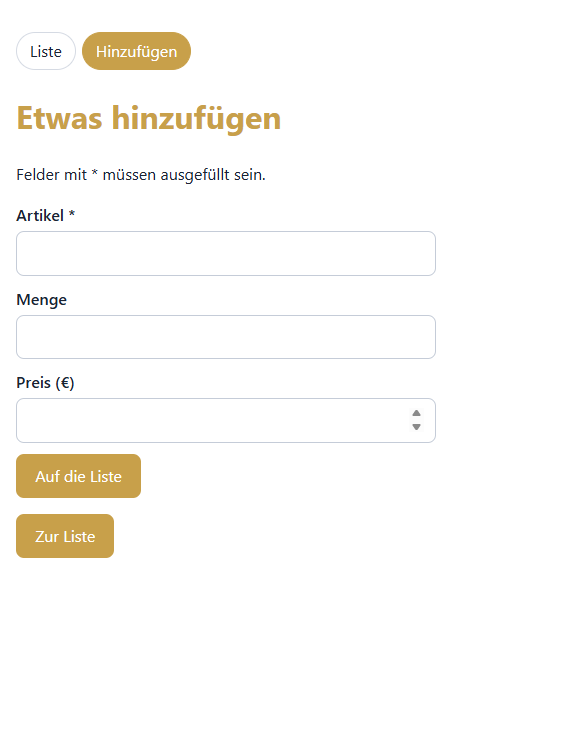 Liste Hinzufügen
Etwas hinzufügen
Felder mit * müssen ausgefüllt sein.
Artikel *
Menge
Preis (€)
Auf die Liste
Zur Liste